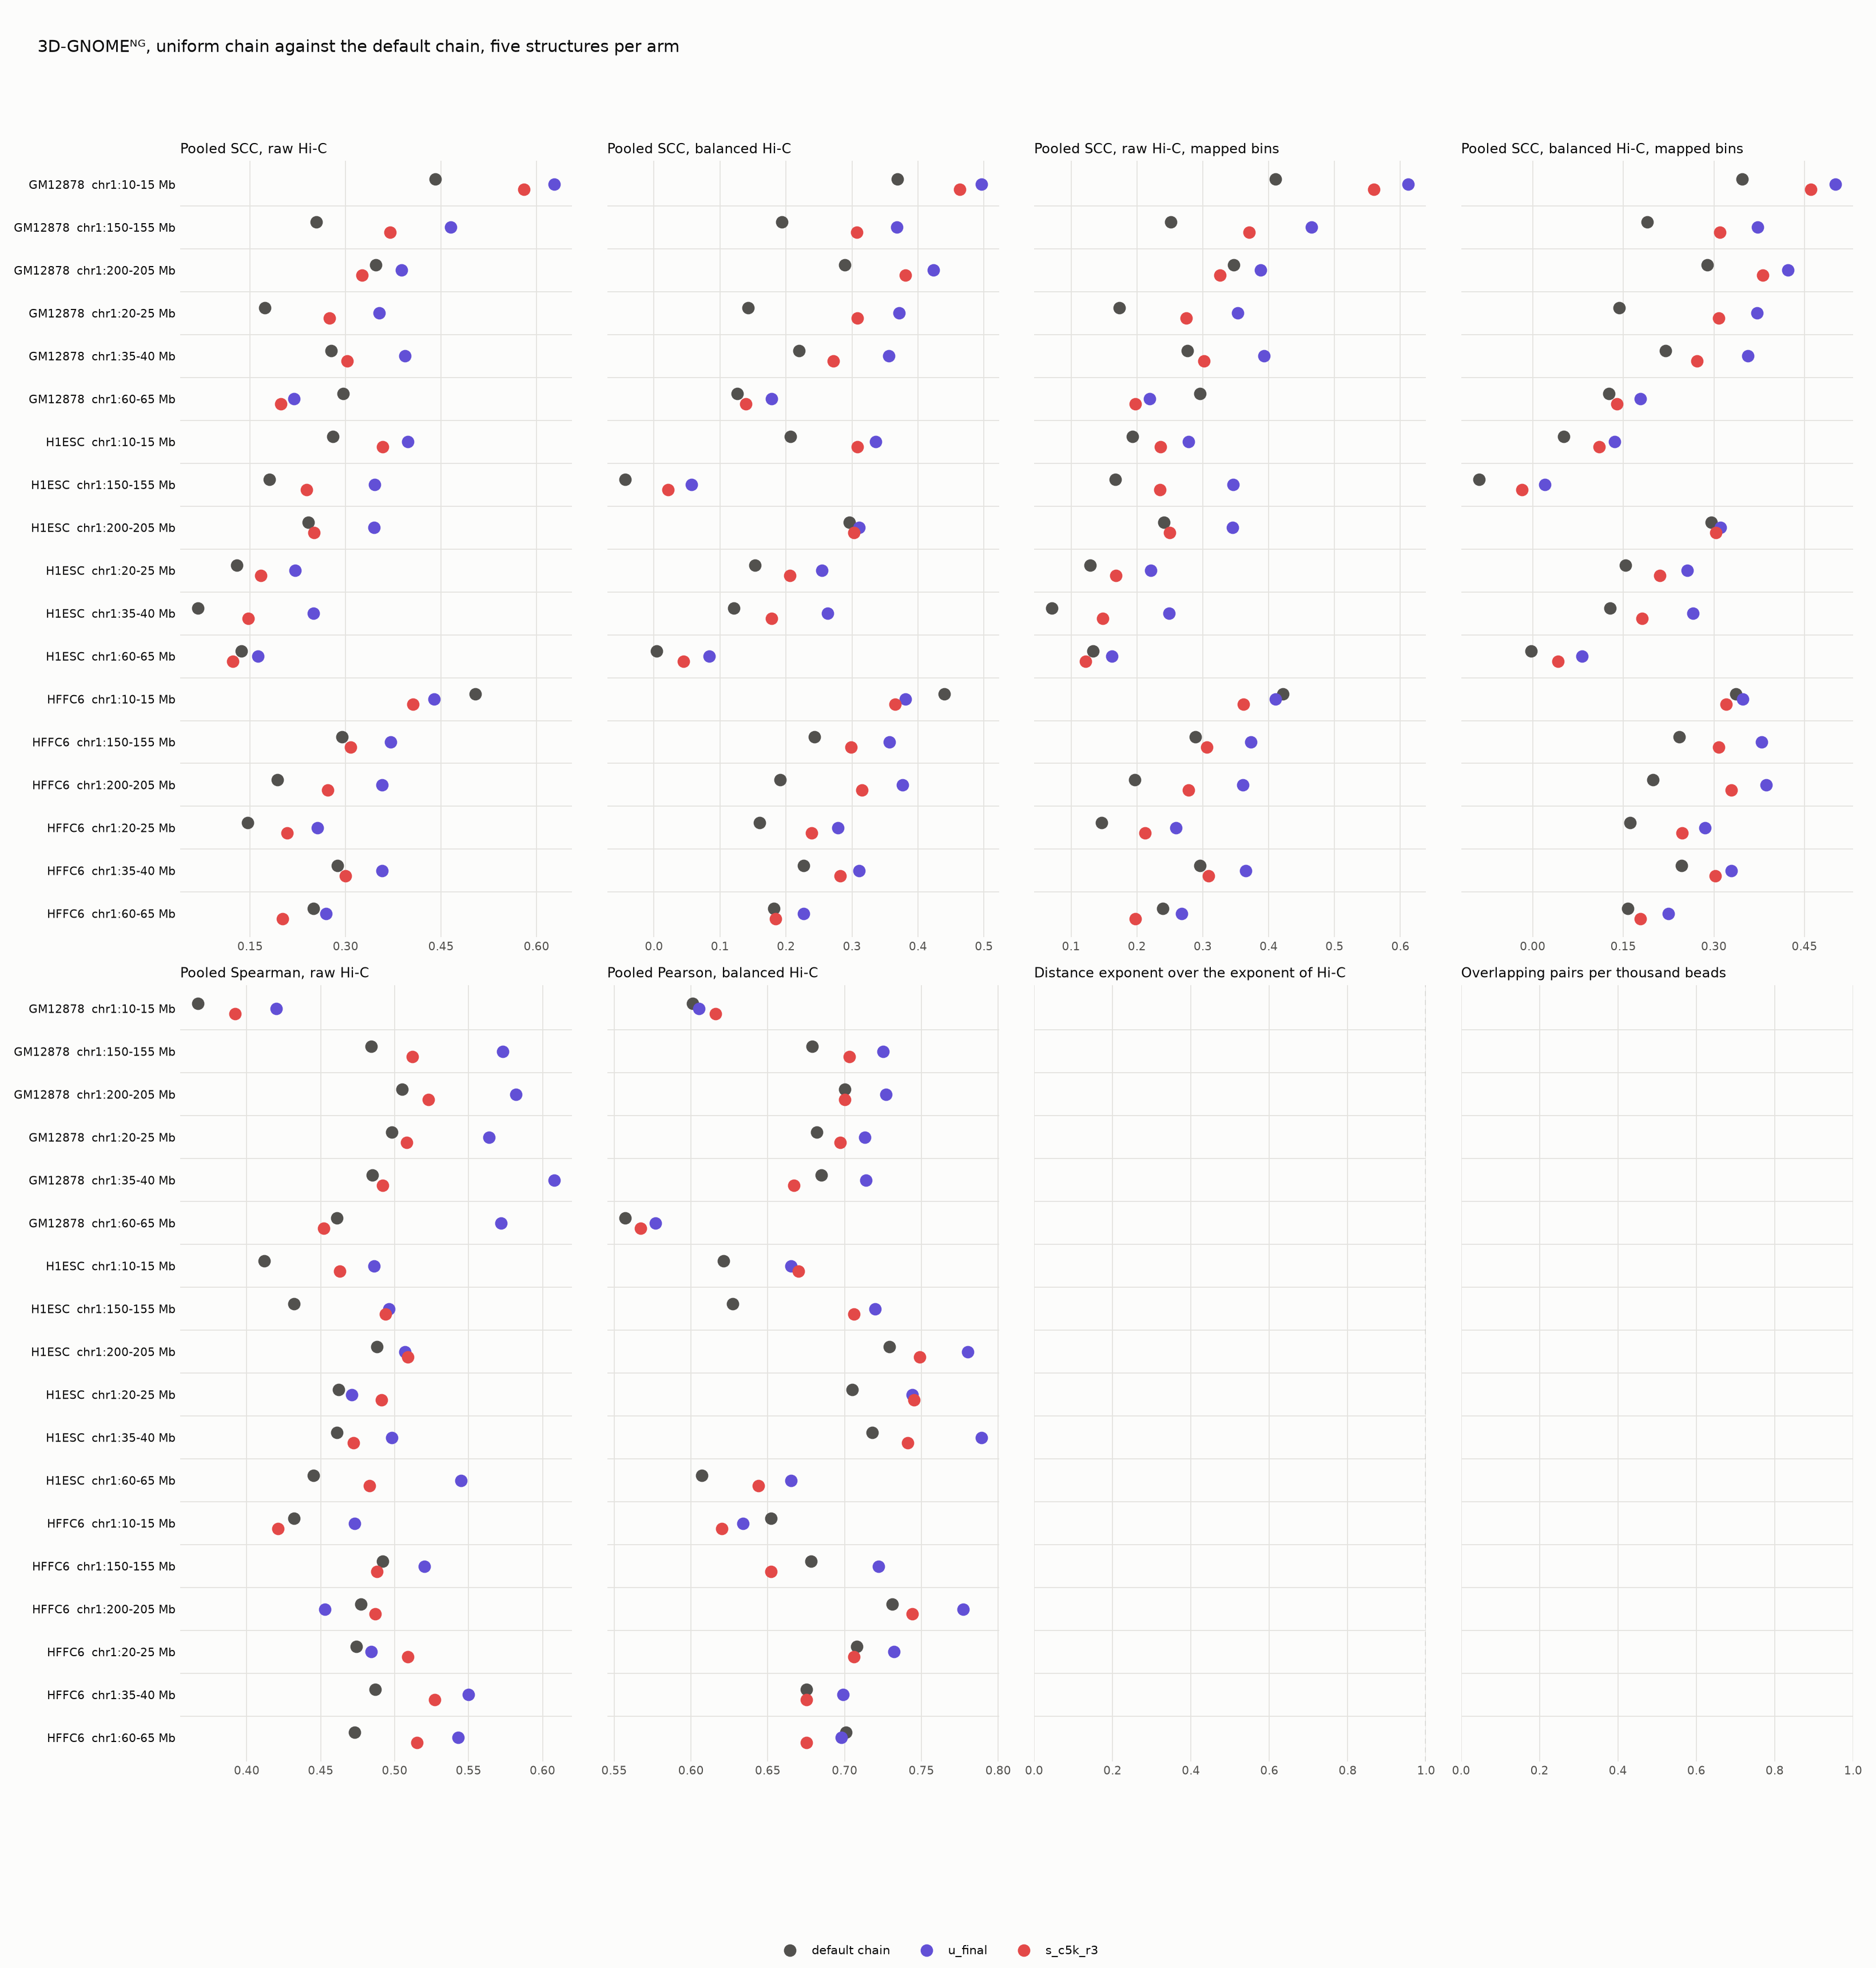 3D-GNOMEᴺᴳ, uniform chain against the default chain, five structures per arm
Pooled SCC, raw Hi-C
Pooled SCC, balanced Hi-C
Pooled SCC, raw Hi-C, mapped bins
Pooled SCC, balanced Hi-C, mapped bins
GM12878 chr1:10-15 Mb
GM12878 chr1:150-155 Mb
GM12878 chr1:200-205 Mb
GM12878 chr1:20-25 Mb
GM12878 chr1:35-40 Mb
GM12878 chr1:60-65 Mb
H1ESC chr1:10-15 Mb
H1ESC chr1:150-155 Mb
H1ESC chr1:200-205 Mb
H1ESC chr1:20-25 Mb
H1ESC chr1:35-40 Mb
H1ESC chr1:60-65 Mb
HFFC6 chr1:10-15 Mb
HFFC6 chr1:150-155 Mb
HFFC6 chr1:200-205 Mb
HFFC6 chr1:20-25 Mb
HFFC6 chr1:35-40 Mb
HFFC6 chr1:60-65 Mb
0.15 0.30 0.45 0.60
0.0 0.1 0.2 0.3 0.4 0.5
0.1 0.2 0.3 0.4 0.5 0.6
0.00 0.15 0.30 0.45
Pooled Spearman, raw Hi-C
Pooled Pearson, balanced Hi-C
Distance exponent over the exponent of Hi-C
Overlapping pairs per thousand beads
GM12878 chr1:10-15 Mb
GM12878 chr1:150-155 Mb
GM12878 chr1:200-205 Mb
GM12878 chr1:20-25 Mb
GM12878 chr1:35-40 Mb
GM12878 chr1:60-65 Mb
H1ESC chr1:10-15 Mb
H1ESC chr1:150-155 Mb
H1ESC chr1:200-205 Mb
H1ESC chr1:20-25 Mb
H1ESC chr1:35-40 Mb
H1ESC chr1:60-65 Mb
HFFC6 chr1:10-15 Mb
HFFC6 chr1:150-155 Mb
HFFC6 chr1:200-205 Mb
HFFC6 chr1:20-25 Mb
HFFC6 chr1:35-40 Mb
HFFC6 chr1:60-65 Mb
0.40 0.45 0.50 0.55 0.60
0.55 0.60 0.65 0.70 0.75 0.80
0.0 0.2 0.4 0.6 0.8 1.0
0.0 0.2 0.4 0.6 0.8 1.0
default chain
u_final
s_c5k_r3